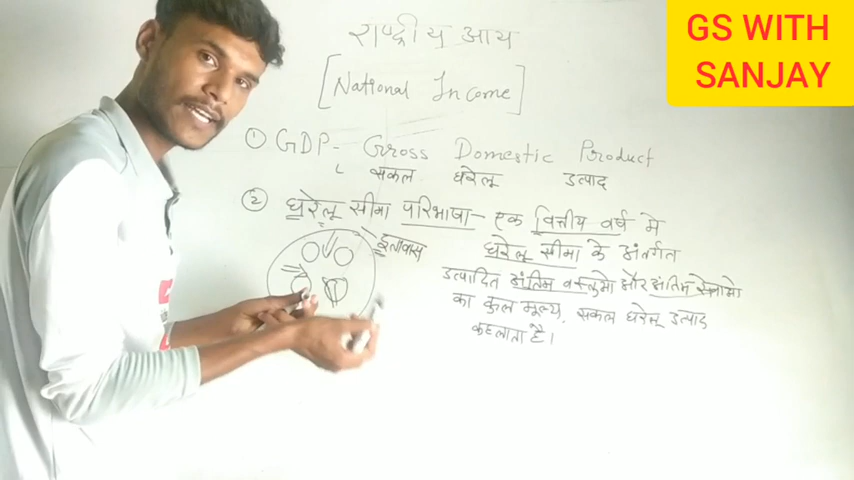 GS WITH
SANJAY
राष्ट्रीय आय
[National Income]
① GDP- Gross Domestic Product
सकल घरेलू उत्पाद
② घरेलू सीमा परिभाषा- एक वित्तीय वर्ष मे
घरेलू सीमा के अंतर्गत
उत्पादित अंतिम वस्तुओ और अंतिम सेवाओ
का कुल मूल्य, सकल घरेलू उत्पाद
कहलाता है।